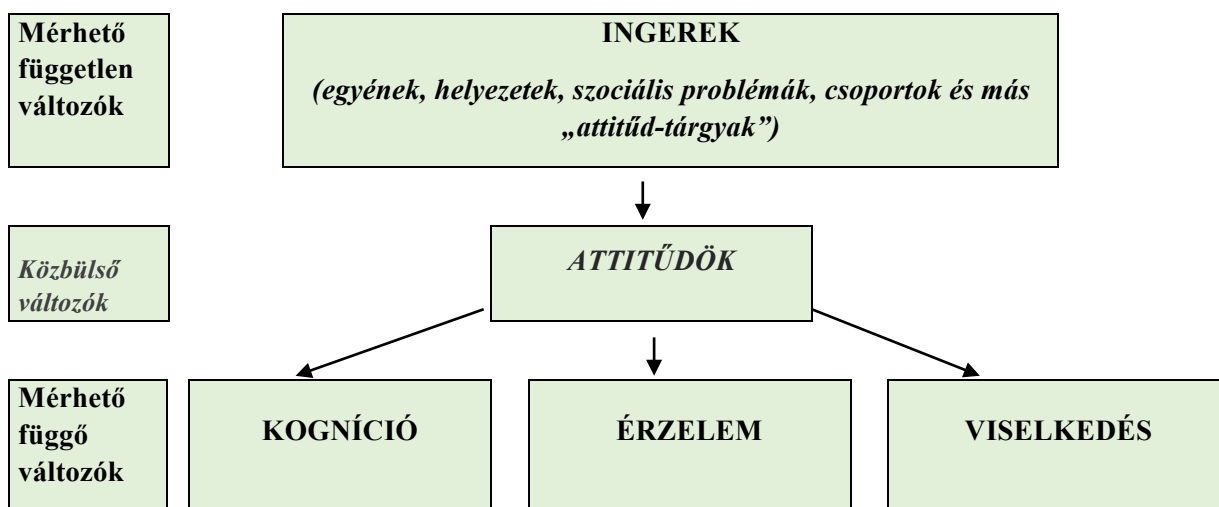 Mérhető
független
változók
INGEREK
(egyének, helyezetek, szociális problémák, csoportok és más
„attitűd-tárgyak”)
Közbülső
változók
ATTITŰDÖK
Mérhető
függő
változók
KOGNÍCIÓ
ÉRZELEM
VISELKEDÉS